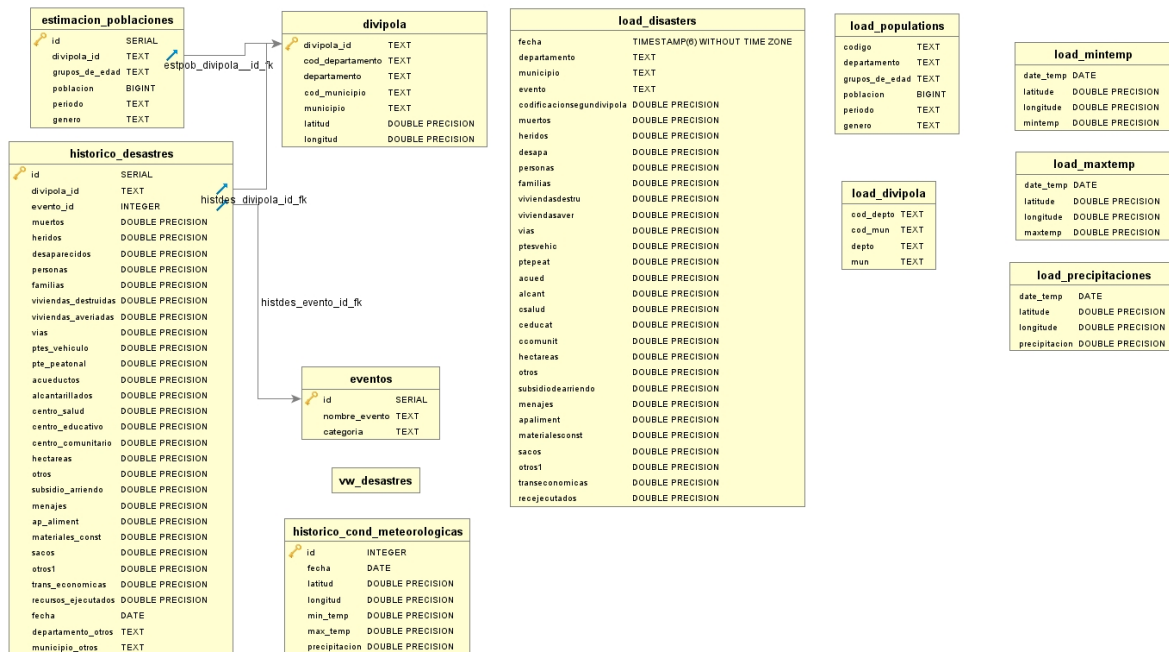 estimacion_poblaciones
id SERIAL
divipola_id TEXT
grupos_de_edad TEXT
poblacion BIGINT
periodo TEXT
genero TEXT
estpob_divipola__id_fk
divipola
divipola_id TEXT
cod_departamento TEXT
departamento TEXT
cod_municipio TEXT
municipio TEXT
latitud DOUBLE PRECISION
longitud DOUBLE PRECISION
historico_desastres
id SERIAL
divipola_id TEXT
evento_id INTEGER
muertos DOUBLE PRECISION
heridos DOUBLE PRECISION
desaparecidos DOUBLE PRECISION
personas DOUBLE PRECISION
familias DOUBLE PRECISION
viviendas_destruidas DOUBLE PRECISION
viviendas_averiadas DOUBLE PRECISION
vias DOUBLE PRECISION
ptes_vehiculo DOUBLE PRECISION
pte_peatonal DOUBLE PRECISION
acueductos DOUBLE PRECISION
alcantarillados DOUBLE PRECISION
centro_salud DOUBLE PRECISION
centro_educativo DOUBLE PRECISION
centro_comunitario DOUBLE PRECISION
hectareas DOUBLE PRECISION
otros DOUBLE PRECISION
subsidio_arriendo DOUBLE PRECISION
menajes DOUBLE PRECISION
ap_aliment DOUBLE PRECISION
materiales_const DOUBLE PRECISION
sacos DOUBLE PRECISION
otros1 DOUBLE PRECISION
trans_economicas DOUBLE PRECISION
recursos_ejecutados DOUBLE PRECISION
fecha DATE
departamento_otros TEXT
municipio_otros TEXT
histdes_divipola_id_fk
histdes_evento_id_fk
eventos
id SERIAL
nombre_evento TEXT
categoria TEXT
vw_desastres
historico_cond_meteorologicas
id INTEGER
fecha DATE
latitud DOUBLE PRECISION
longitud DOUBLE PRECISION
min_temp DOUBLE PRECISION
max_temp DOUBLE PRECISION
precipitacion DOUBLE PRECISION
load_disasters
fecha TIMESTAMP(6) WITHOUT TIME ZONE
departamento TEXT
municipio TEXT
evento TEXT
codificacionsegundivipola DOUBLE PRECISION
muertos DOUBLE PRECISION
heridos DOUBLE PRECISION
desapa DOUBLE PRECISION
personas DOUBLE PRECISION
familias DOUBLE PRECISION
viviendasdestru DOUBLE PRECISION
viviendasaver DOUBLE PRECISION
vias DOUBLE PRECISION
ptesvehic DOUBLE PRECISION
ptepeat DOUBLE PRECISION
acued DOUBLE PRECISION
alcant DOUBLE PRECISION
csalud DOUBLE PRECISION
ceducat DOUBLE PRECISION
ccomunit DOUBLE PRECISION
hectareas DOUBLE PRECISION
otros DOUBLE PRECISION
subsidiodearriendo DOUBLE PRECISION
menajes DOUBLE PRECISION
apaliment DOUBLE PRECISION
materialesconst DOUBLE PRECISION
sacos DOUBLE PRECISION
otros1 DOUBLE PRECISION
transeconomicas DOUBLE PRECISION
recejecutados DOUBLE PRECISION
load_populations
codigo TEXT
departamento TEXT
grupos_de_edad TEXT
poblacion BIGINT
periodo TEXT
genero TEXT
load_divipola
cod_depto TEXT
cod_mun TEXT
depto TEXT
mun TEXT
load_mintemp
date_temp DATE
latitude DOUBLE PRECISION
longitude DOUBLE PRECISION
mintemp DOUBLE PRECISION
load_maxtemp
date_temp DATE
latitude DOUBLE PRECISION
longitude DOUBLE PRECISION
maxtemp DOUBLE PRECISION
load_precipitaciones
date_temp DATE
latitude DOUBLE PRECISION
longitude DOUBLE PRECISION
precipitacion DOUBLE PRECISION